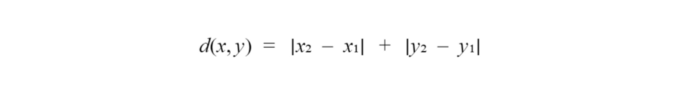 d(x, y) = |x₂ − x₁| + |y₂ − y₁|